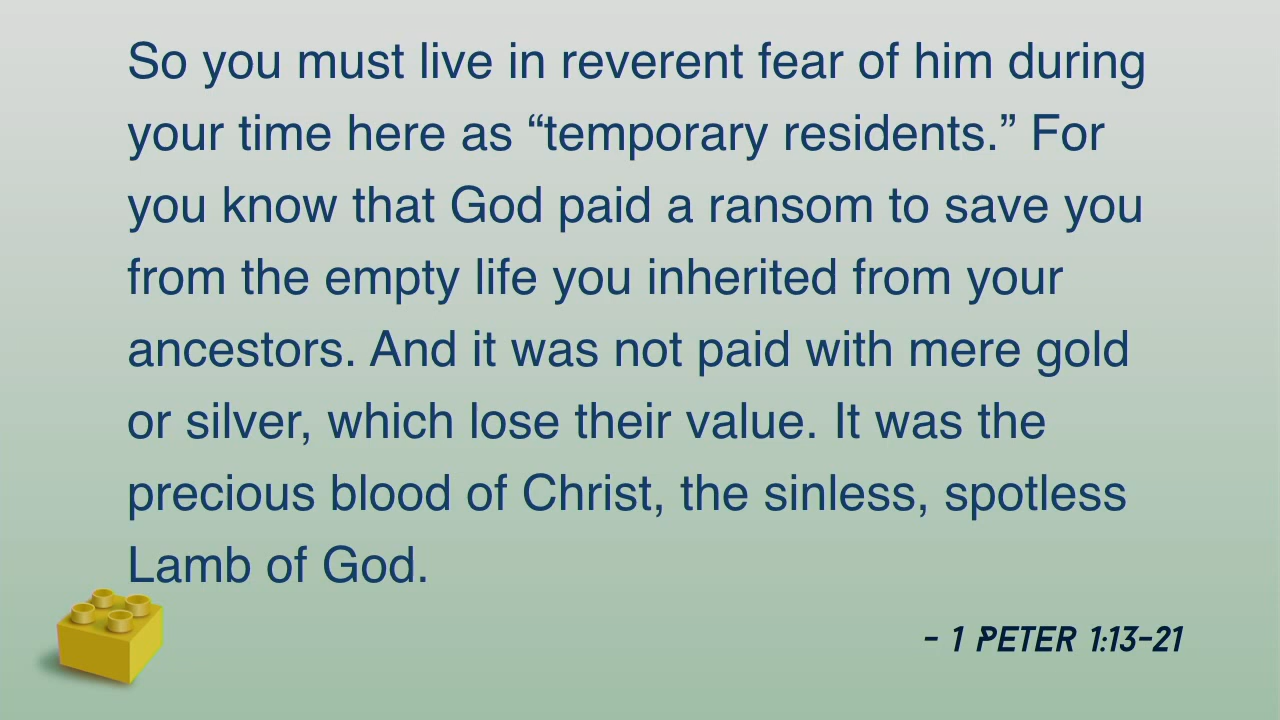 So you must live in reverent fear of him during
your time here as “temporary residents.” For
you know that God paid a ransom to save you
from the empty life you inherited from your
ancestors. And it was not paid with mere gold
or silver, which lose their value. It was the
precious blood of Christ, the sinless, spotless
Lamb of God.
- 1 PETER 1:13-21